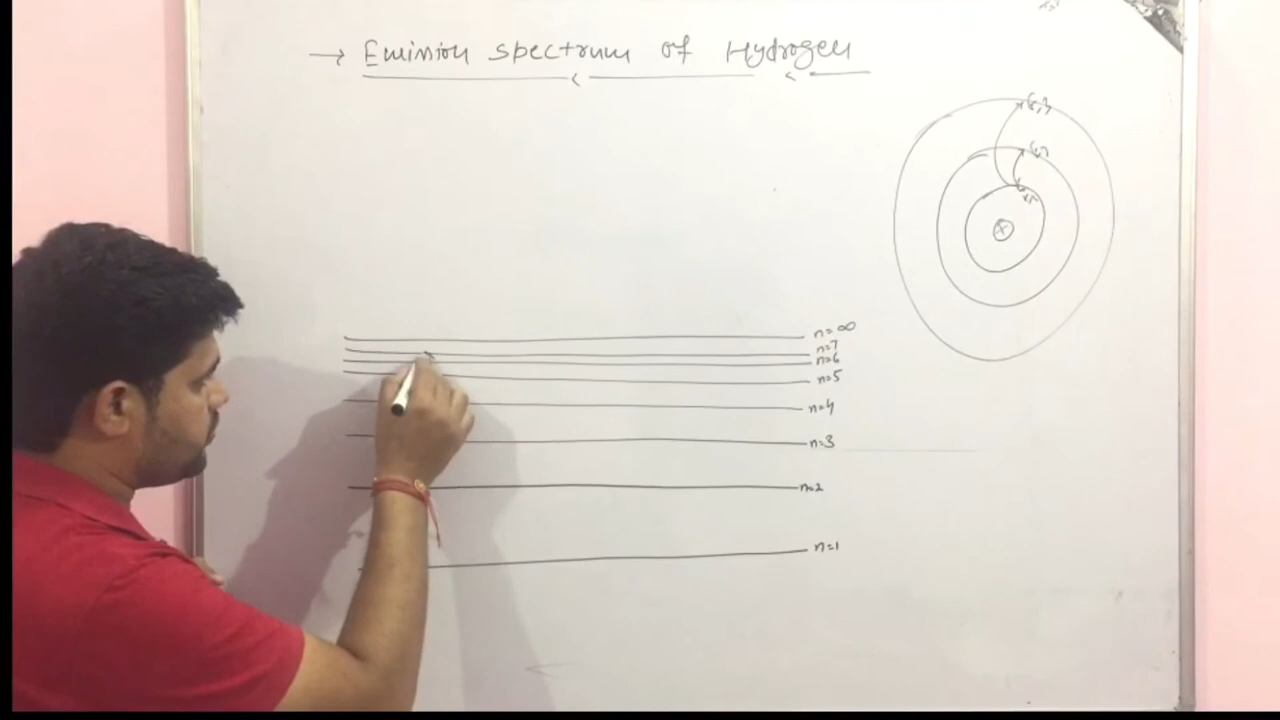 → Emission spectrum of Hydrogen
n=∞
n=7
n=6
n=5
n=4
n=3
n=2
n=1